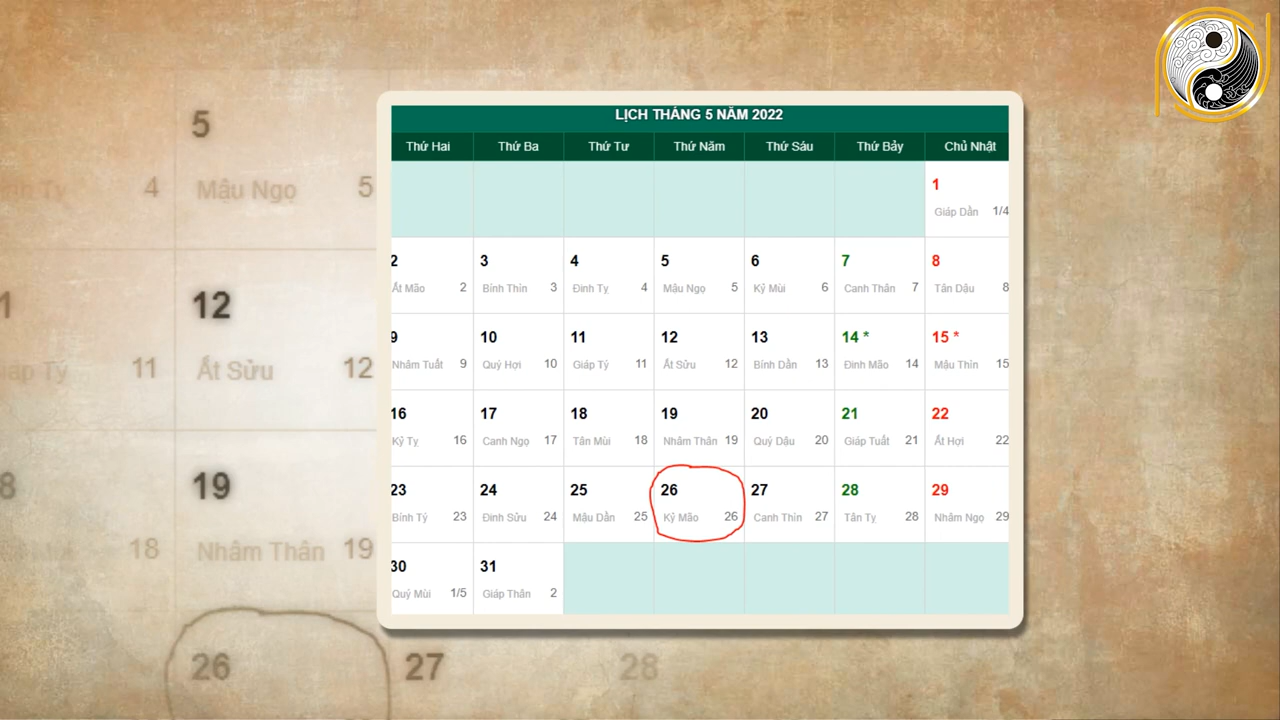 LỊCH THÁNG 5 NĂM 2022
Thứ Hai Thứ Ba Thứ Tư Thứ Năm Thứ Sáu Thứ Bảy Chủ Nhật
1
Giáp Dần 1/4
2 3 4 5 6 7 8
Ất Mão 2 Bính Thìn 3 Đinh Tỵ 4 Mậu Ngọ 5 Kỷ Mùi 6 Canh Thân 7 Tân Dậu 8
9 10 11 12 13 14 * 15 *
Nhâm Tuất 9 Quý Hợi 10 Giáp Tý 11 Ất Sửu 12 Bính Dần 13 Đinh Mão 14 Mậu Thìn 15
16 17 18 19 20 21 22
Kỷ Tỵ 16 Canh Ngọ 17 Tân Mùi 18 Nhâm Thân 19 Quý Dậu 20 Giáp Tuất 21 Ất Hợi 22
23 24 25 26 27 28 29
Bính Tý 23 Đinh Sửu 24 Mậu Dần 25 Kỷ Mão 26 Canh Thìn 27 Tân Tỵ 28 Nhâm Ngọ 29
30 31
Quý Mùi 1/5 Giáp Thân 2
5
4 Mậu Ngọ 5
12
11 Ất Sửu 12
19
18 Nhâm Thân 19
26 27 28